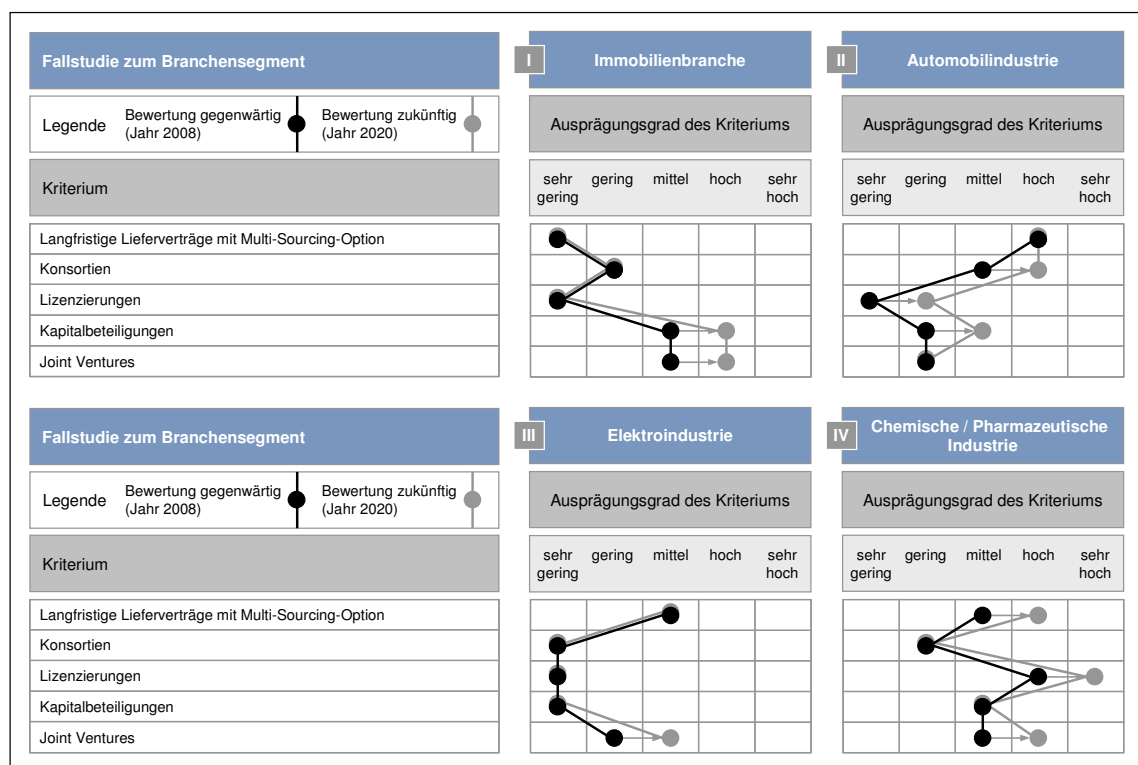 Fallstudie zum Branchensegment
I
Immobilienbranche
II
Automobilindustrie
Legende
Bewertung gegenwärtig
(Jahr 2008)
Bewertung zukünftig
(Jahr 2020)
Ausprägungsgrad des Kriteriums
Ausprägungsgrad des Kriteriums
Kriterium
sehr
gering
gering
mittel
hoch
sehr
hoch
sehr
gering
gering
mittel
hoch
sehr
hoch
Langfristige Lieferverträge mit Multi-Sourcing-Option
Konsortien
Lizenzierungen
Kapitalbeteiligungen
Joint Ventures
Fallstudie zum Branchensegment
III
Elektroindustrie
IV
Chemische / Pharmazeutische
Industrie
Legende
Bewertung gegenwärtig
(Jahr 2008)
Bewertung zukünftig
(Jahr 2020)
Ausprägungsgrad des Kriteriums
Ausprägungsgrad des Kriteriums
Kriterium
sehr
gering
gering
mittel
hoch
sehr
hoch
sehr
gering
gering
mittel
hoch
sehr
hoch
Langfristige Lieferverträge mit Multi-Sourcing-Option
Konsortien
Lizenzierungen
Kapitalbeteiligungen
Joint Ventures